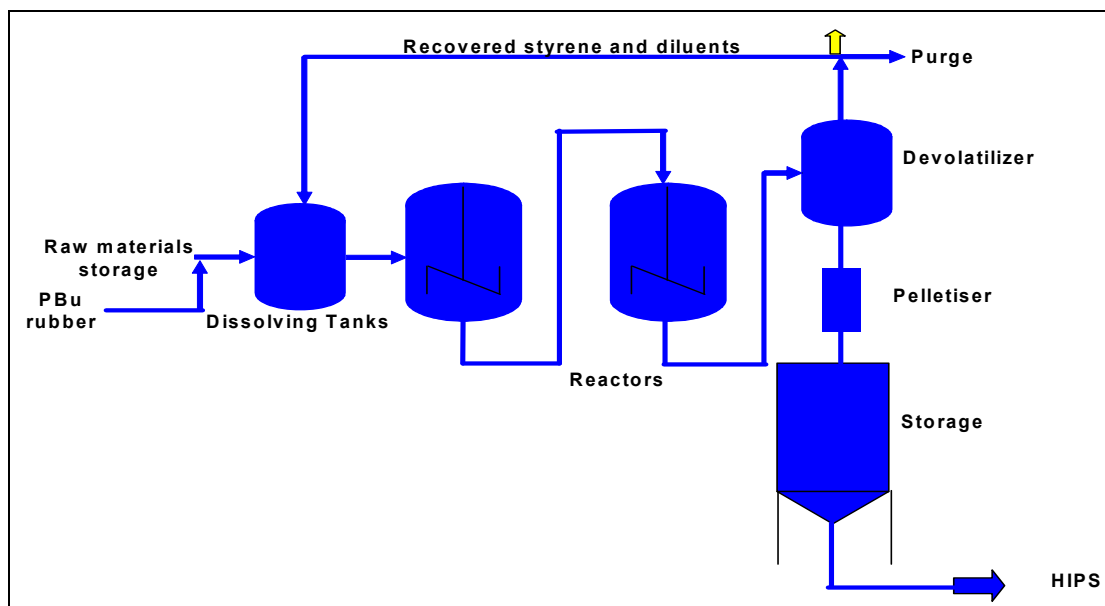 Recovered styrene and diluents
Purge
Devolatilizer
Raw materials
storage
PBu
rubber
Dissolving Tanks
Pelletiser
Reactors
Storage
HIPS